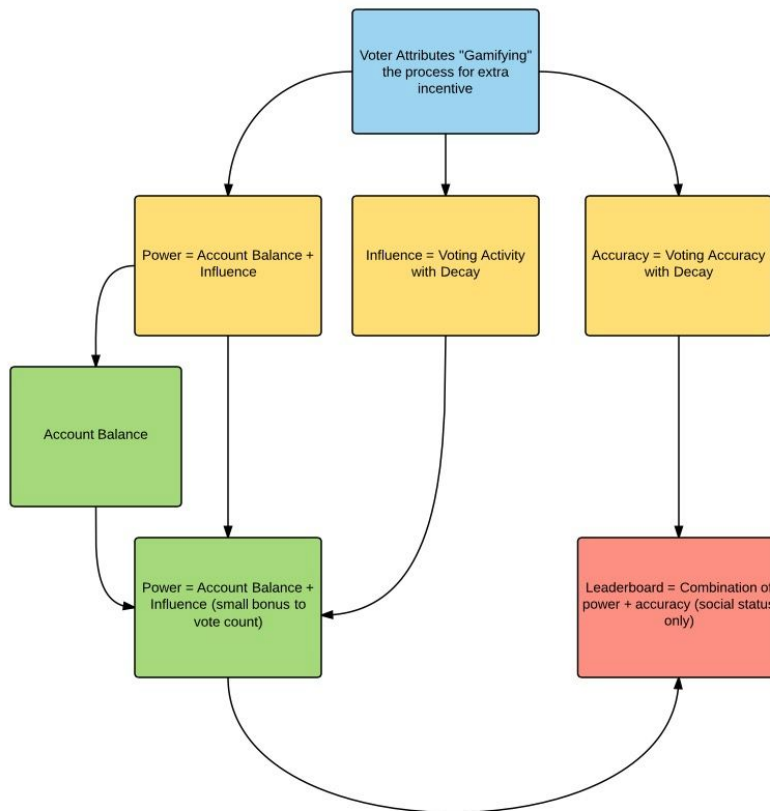 Voter Attributes "Gamifying"
the process for extra
incentive
Power = Account Balance +
Influence
Influence = Voting Activity
with Decay
Accuracy = Voting Accuracy
with Decay
Account Balance
Power = Account Balance +
Influence (small bonus to
vote count)
Leaderboard = Combination of
power + accuracy (social status
only)